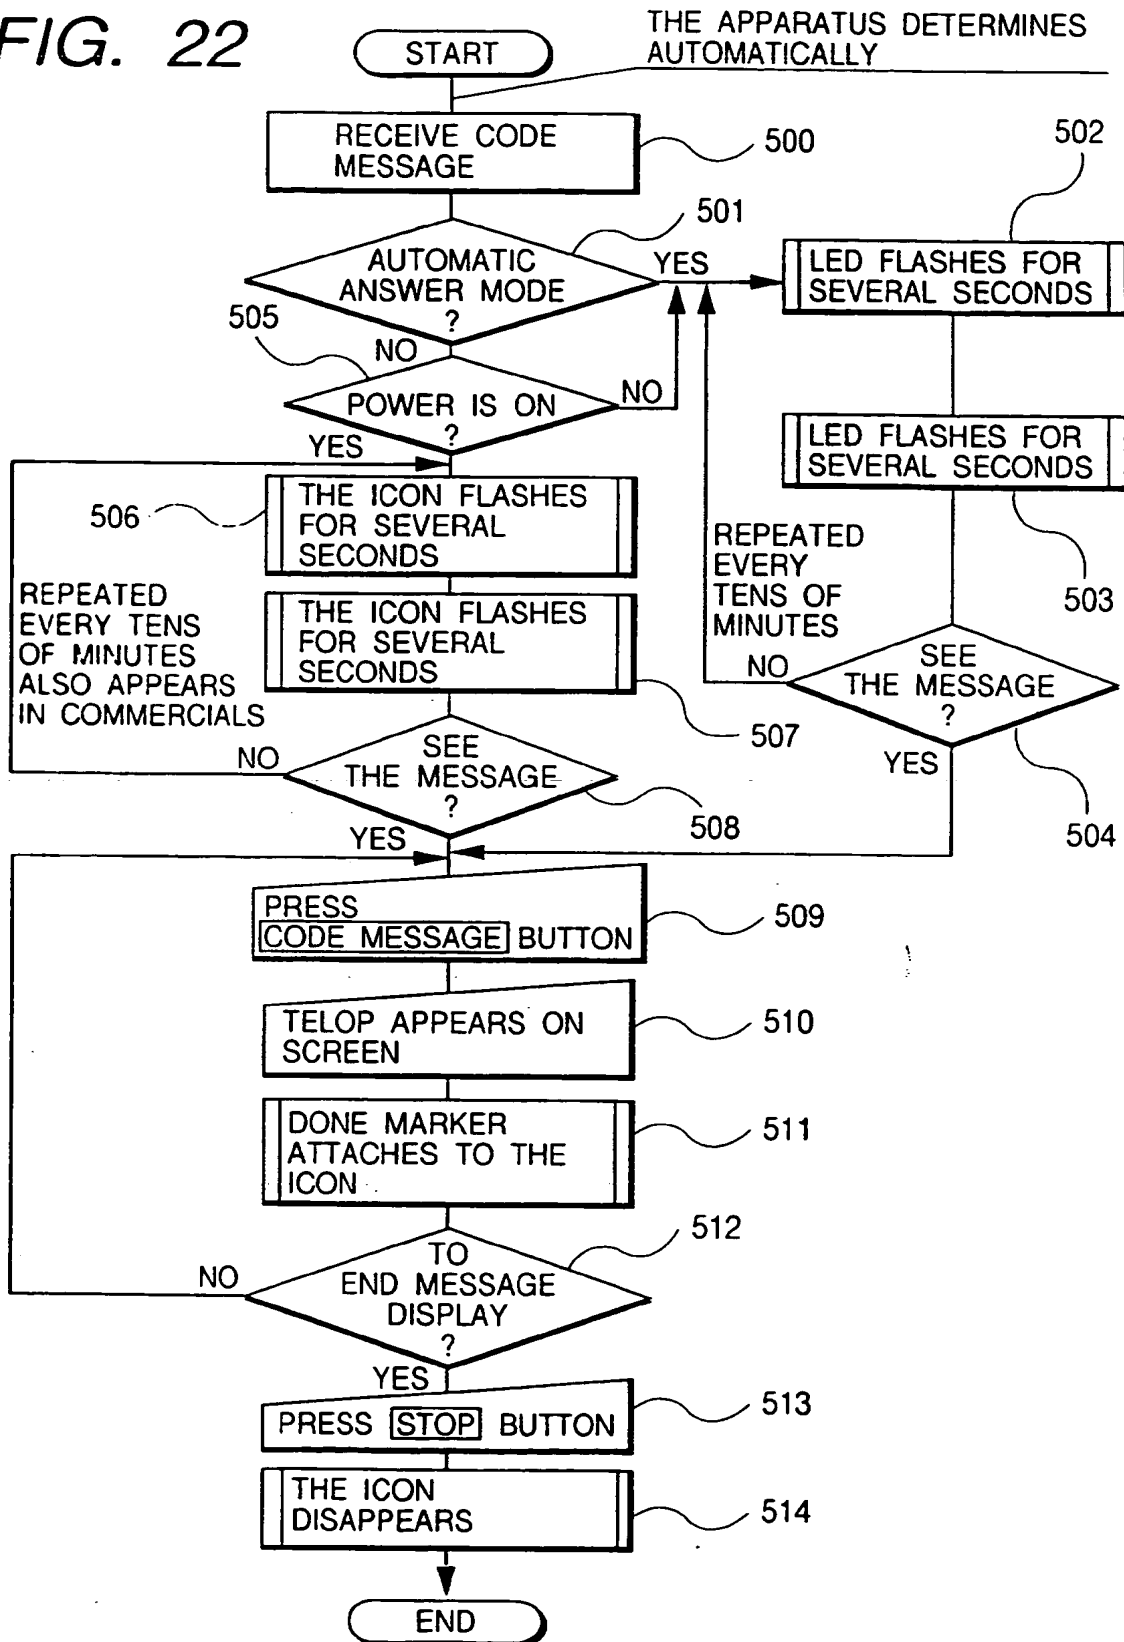 FIG. 22
THE APPARATUS DETERMINES
AUTOMATICALLY
START
RECEIVE CODE
MESSAGE
500
501
AUTOMATIC
ANSWER MODE
?
YES
502
LED FLASHES FOR
SEVERAL SECONDS
505
NO
POWER IS ON
?
NO
YES
LED FLASHES FOR
SEVERAL SECONDS
503
506
THE ICON FLASHES
FOR SEVERAL
SECONDS
REPEATED
EVERY
TENS OF
MINUTES
REPEATED
EVERY TENS
OF MINUTES
ALSO APPEARS
IN COMMERCIALS
THE ICON FLASHES
FOR SEVERAL
SECONDS
507
NO
SEE
THE MESSAGE
?
YES
504
NO
SEE
THE MESSAGE
?
508
YES
PRESS
CODE MESSAGE BUTTON
509
TELOP APPEARS ON
SCREEN
510
DONE MARKER
ATTACHES TO THE
ICON
511
512
NO
TO
END MESSAGE
DISPLAY
?
YES
PRESS STOP BUTTON
513
THE ICON
DISAPPEARS
514
END